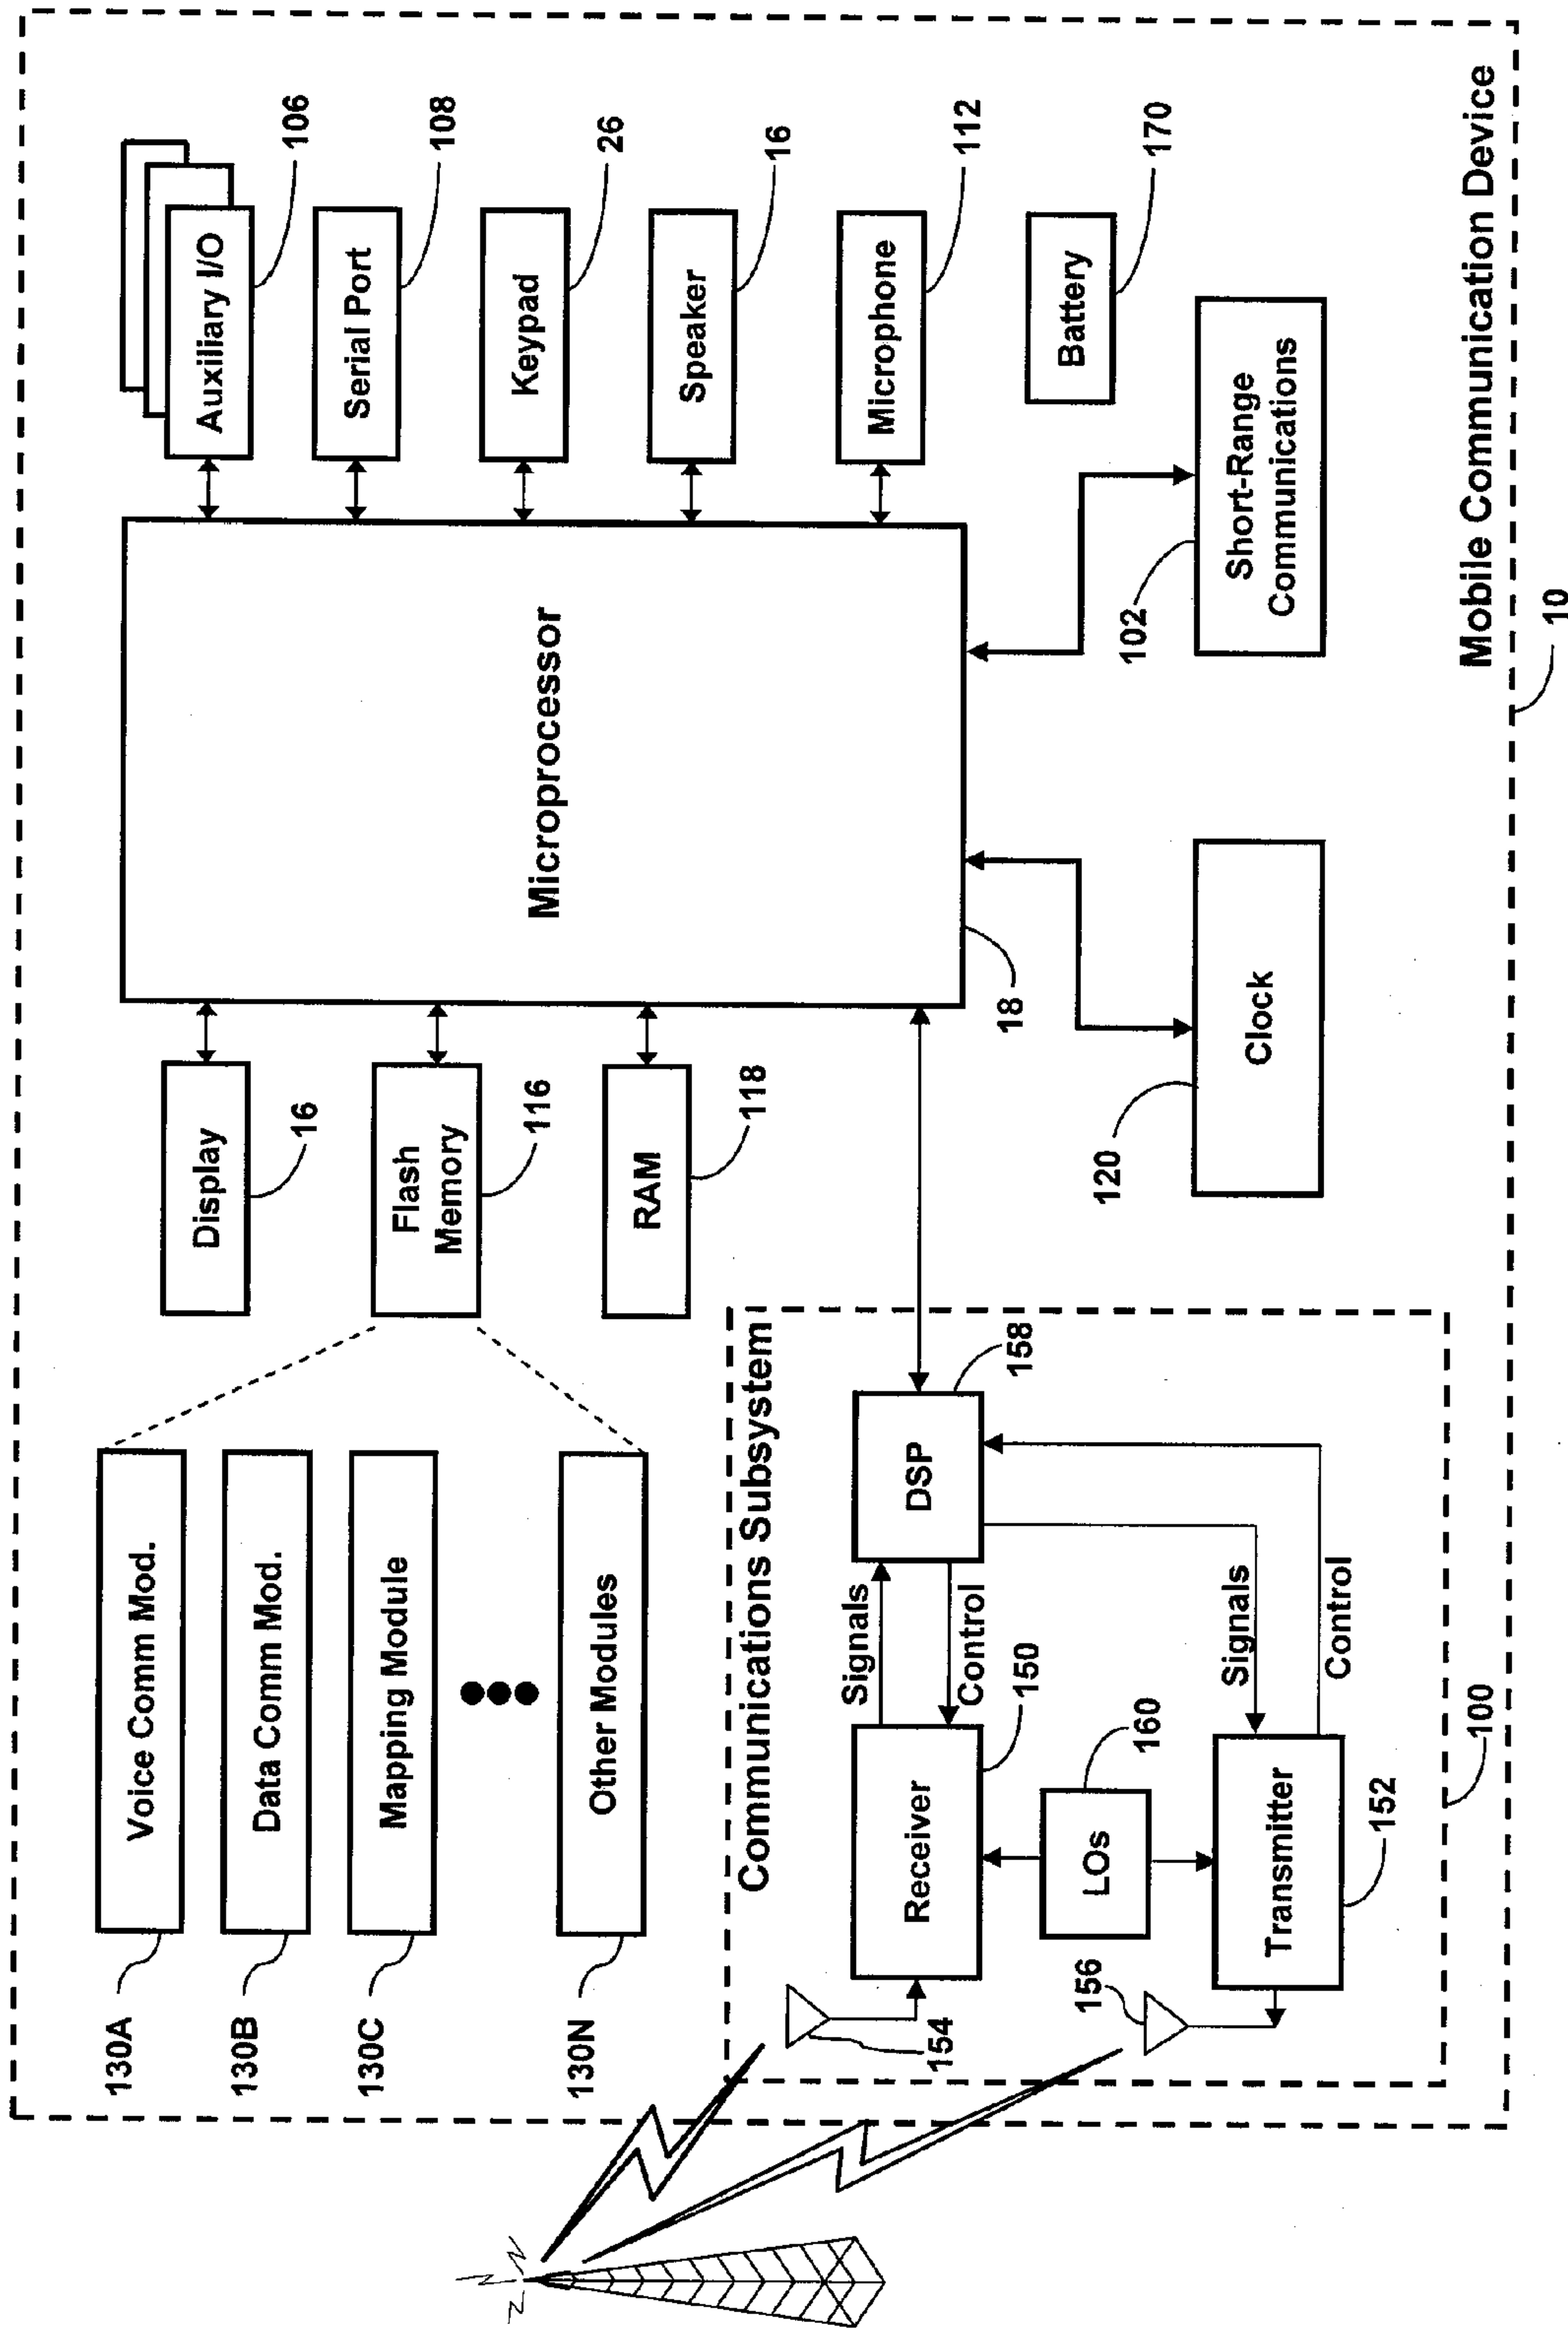 130A
Voice Comm Mod.
130B
Data Comm Mod.
130C
Mapping Module
130N
Other Modules
Display
16
Flash
Memory
116
RAM
118
Microprocessor
18
Auxiliary I/O
106
Serial Port
108
Keypad
26
Speaker
16
Microphone
112
Battery
170
Short-Range
Communications
102
Clock
120
Communications Subsystem
154
Receiver
150
Signals
Control
DSP
158
LOs
160
156
Transmitter
152
Signals
Control
100
Mobile Communication Device
10